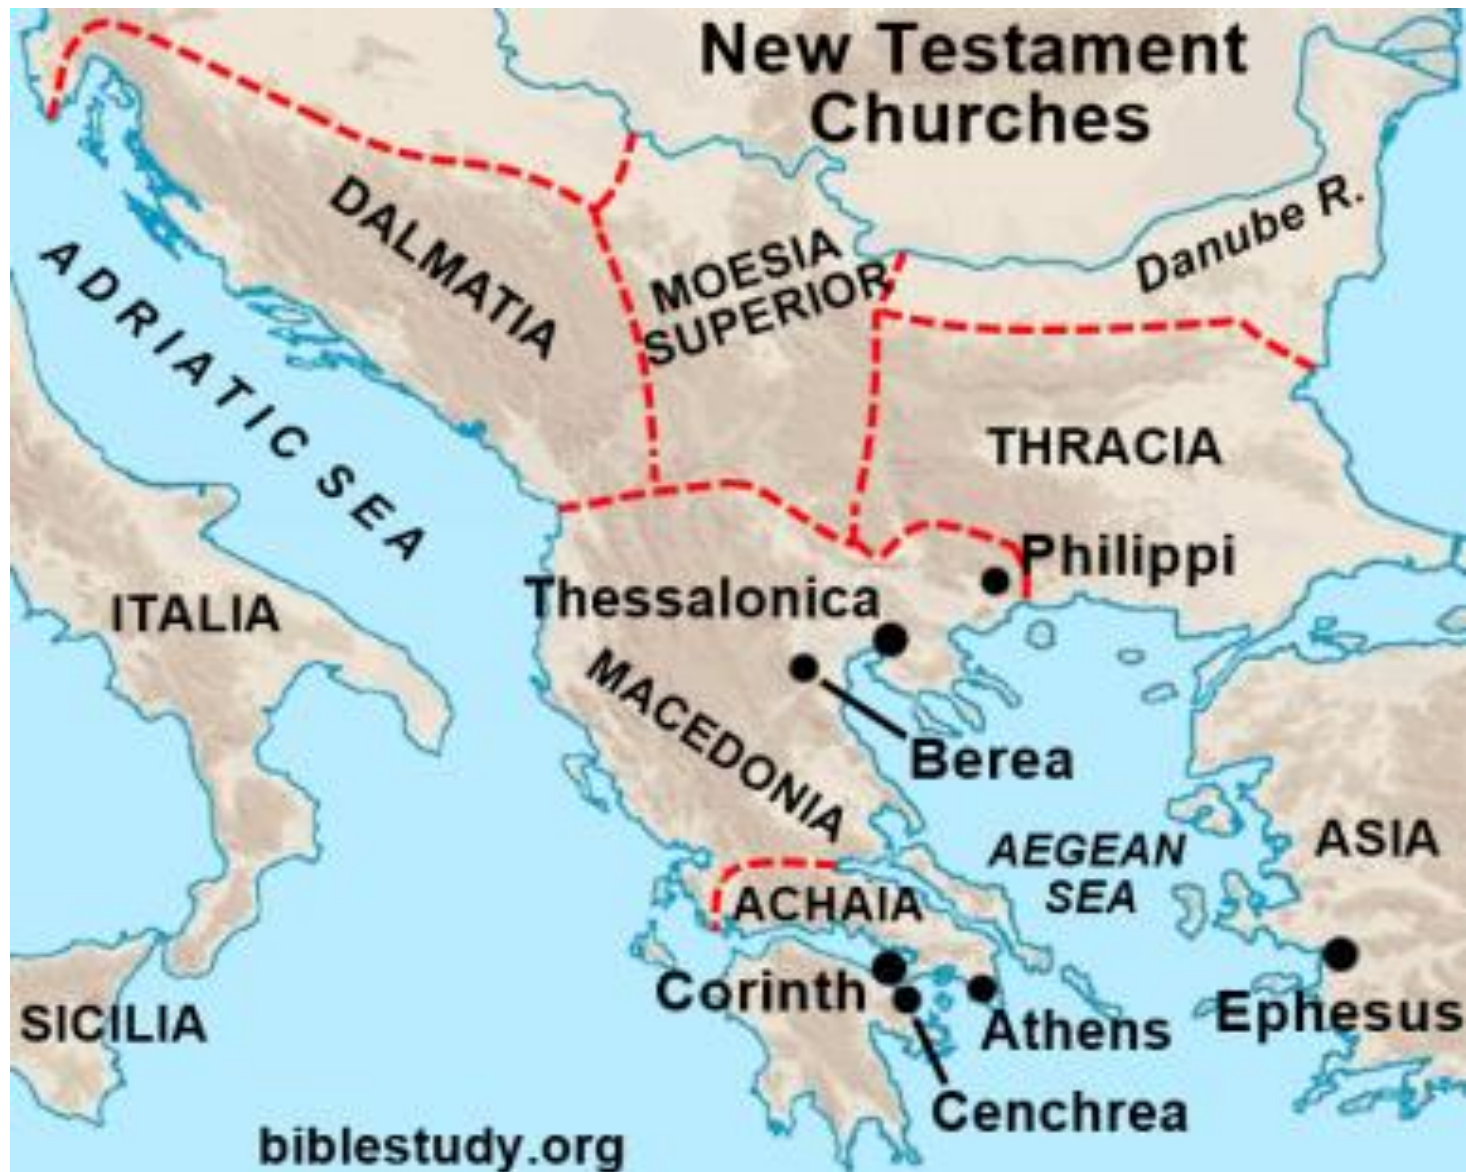 New Testament
Churches
Danube R.
DALMATIA
MOESIA
SUPERIOR
ADRIATIC SEA
THRACIA
Philippi
Thessalonica
ITALIA
MACEDONIA
Berea
ASIA
AEGEAN
SEA
ACHAIA
Corinth
Ephesus
SICILIA
Athens
Cenchrea
biblestudy.org